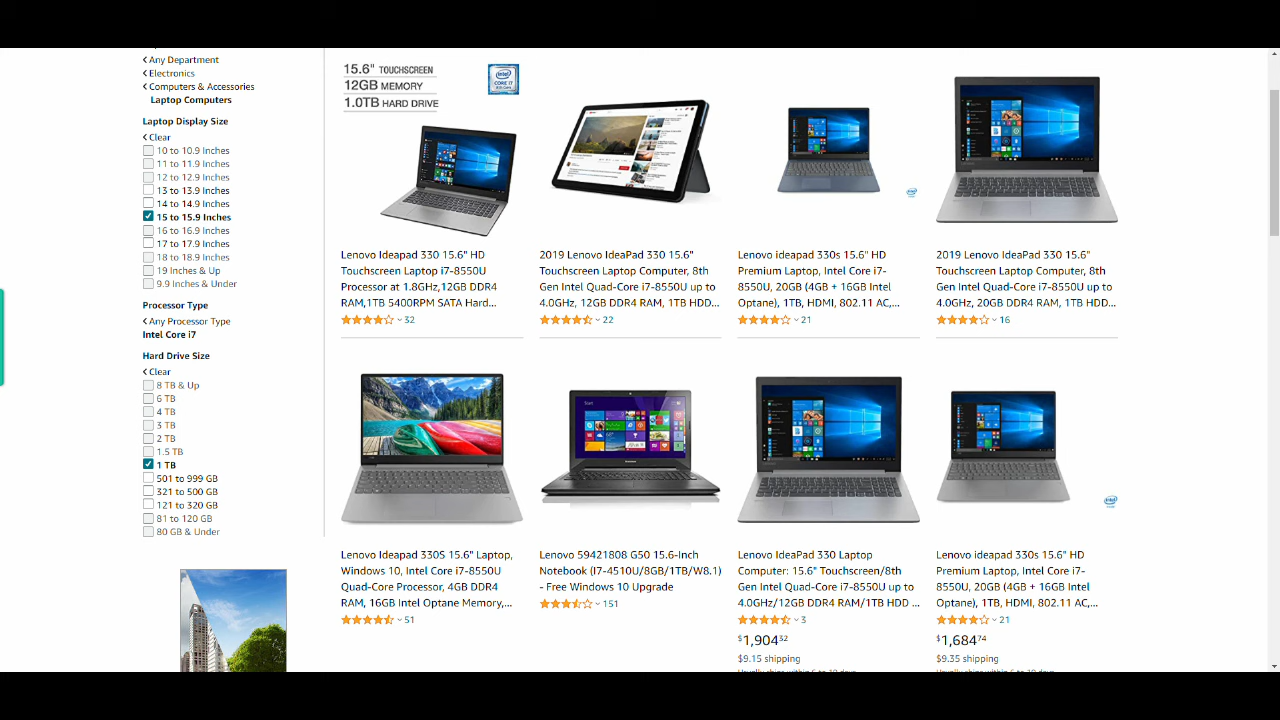 Any Department
Electronics
Computers & Accessories
Laptop Computers
Laptop Display Size
Clear
10 to 10.9 Inches
11 to 11.9 Inches
12 to 12.9 Inches
13 to 13.9 Inches
14 to 14.9 Inches
15 to 15.9 Inches
16 to 16.9 Inches
17 to 17.9 Inches
18 to 18.9 Inches
19 Inches & Up
9.9 Inches & Under
Processor Type
Any Processor Type
Intel Core i7
Hard Drive Size
Clear
8 TB & Up
6 TB
4 TB
3 TB
2 TB
1.5 TB
1 TB
501 to 999 GB
321 to 500 GB
121 to 320 GB
81 to 120 GB
80 GB & Under
15.6" TOUCHSCREEN
12GB MEMORY
1.0TB HARD DRIVE
Lenovo Ideapad 330 15.6" HD
Touchscreen Laptop i7-8550U
Processor at 1.8GHz,12GB DDR4
RAM,1TB 5400RPM SATA Hard...
32
2019 Lenovo IdeaPad 330 15.6"
Touchscreen Laptop Computer, 8th
Gen Intel Quad-Core i7-8550U up to
4.0GHz, 12GB DDR4 RAM, 1TB HDD...
22
Lenovo ideapad 330s 15.6" HD
Premium Laptop, Intel Core i7-
8550U, 20GB (4GB + 16GB Intel
Optane), 1TB, HDMI, 802.11 AC,...
21
2019 Lenovo IdeaPad 330 15.6"
Touchscreen Laptop Computer, 8th
Gen Intel Quad-Core i7-8550U up to
4.0GHz, 20GB DDR4 RAM, 1TB HDD...
16
Lenovo Ideapad 330S 15.6" Laptop,
Windows 10, Intel Core i7-8550U
Quad-Core Processor, 4GB DDR4
RAM, 16GB Intel Optane Memory,...
51
Lenovo 59421808 G50 15.6-Inch
Notebook (I7-4510U/8GB/1TB/W8.1)
- Free Windows 10 Upgrade
151
Lenovo IdeaPad 330 Laptop
Computer: 15.6" Touchscreen/8th
Gen Intel Quad-Core i7-8550U up to
4.0GHz/12GB DDR4 RAM/1TB HDD ...
3
$1,904.32
$9.15 shipping
Lenovo ideapad 330s 15.6" HD
Premium Laptop, Intel Core i7-
8550U, 20GB (4GB + 16GB Intel
Optane), 1TB, HDMI, 802.11 AC,...
21
$1,684.74
$9.35 shipping